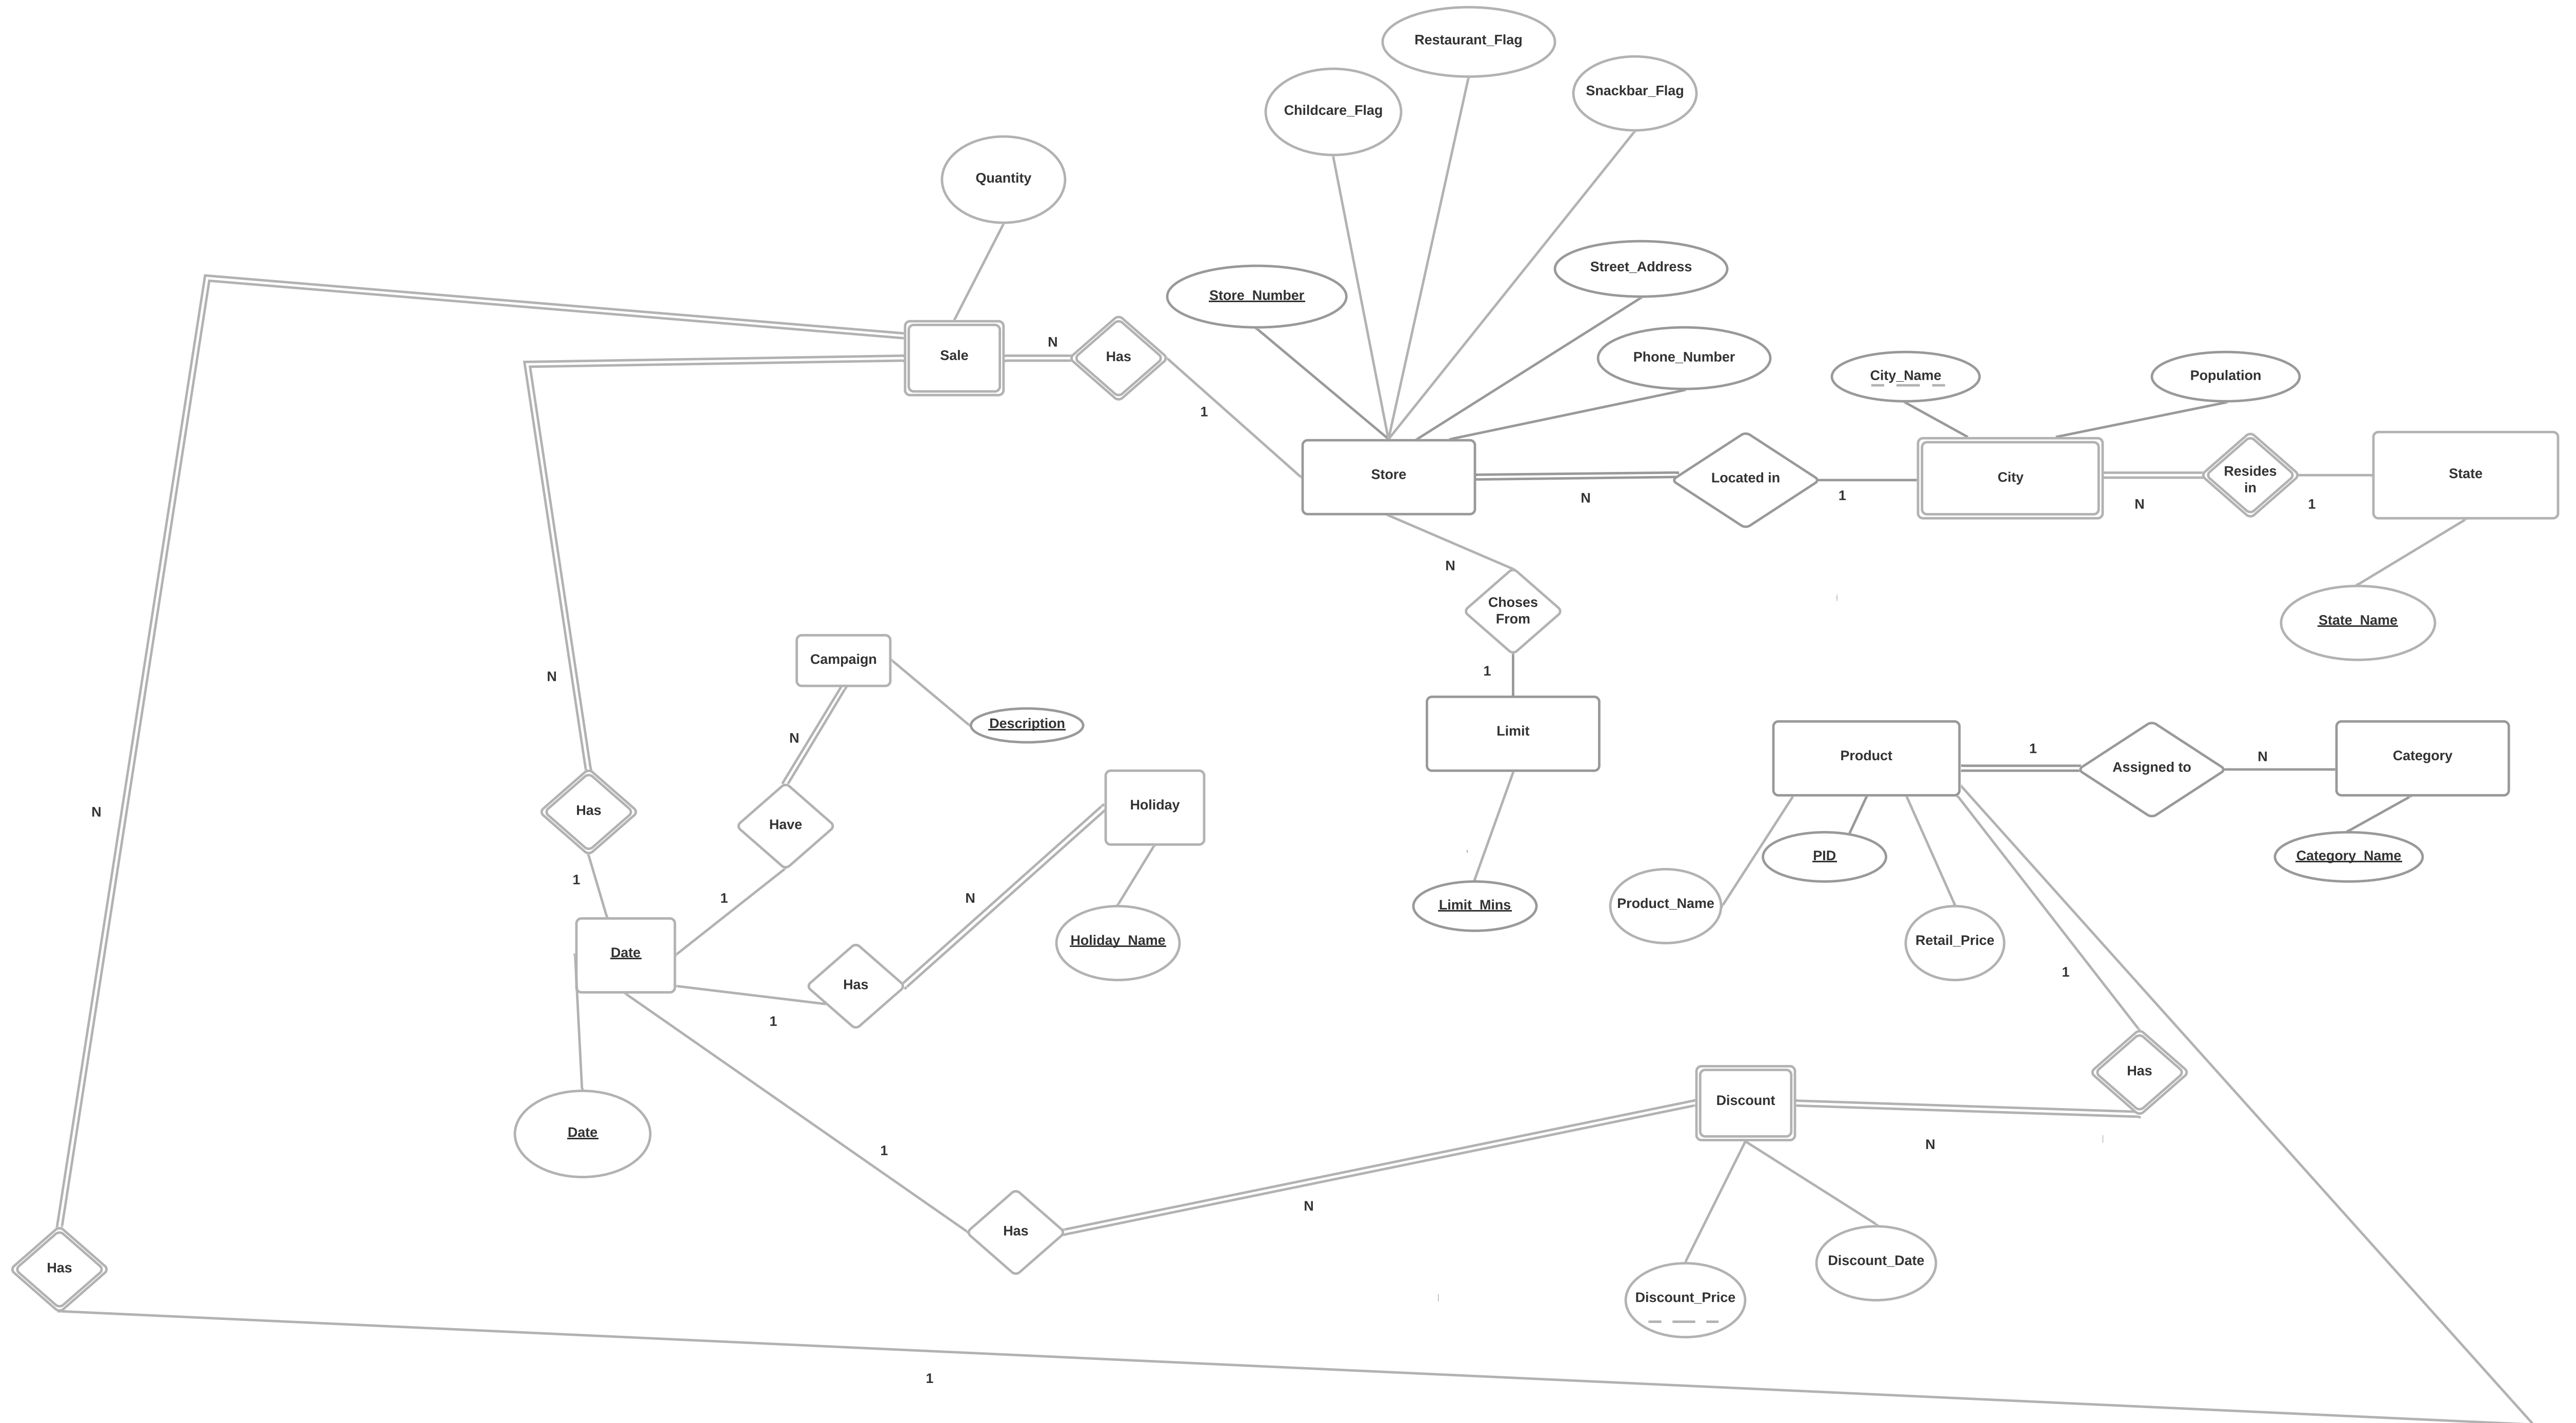 Restaurant_Flag
Snackbar_Flag
Childcare_Flag
Quantity
Street_Address
Store_Number
N
Sale
Has
Phone_Number
City_Name
Population
1
Store
Located in
City
Resides
in
State
N
1
N
1
N
Choses
From
State_Name
Campaign
1
N
Description
Limit
N
Product
1
Assigned to
N
Category
N
Has
Have
Holiday
PID
Category_Name
1
1
N
Limit_Mins
Product_Name
Retail_Price
Holiday_Name
Date
Has
1
1
Has
Discount
Date
1
N
N
Has
Discount_Date
Has
Discount_Price
1